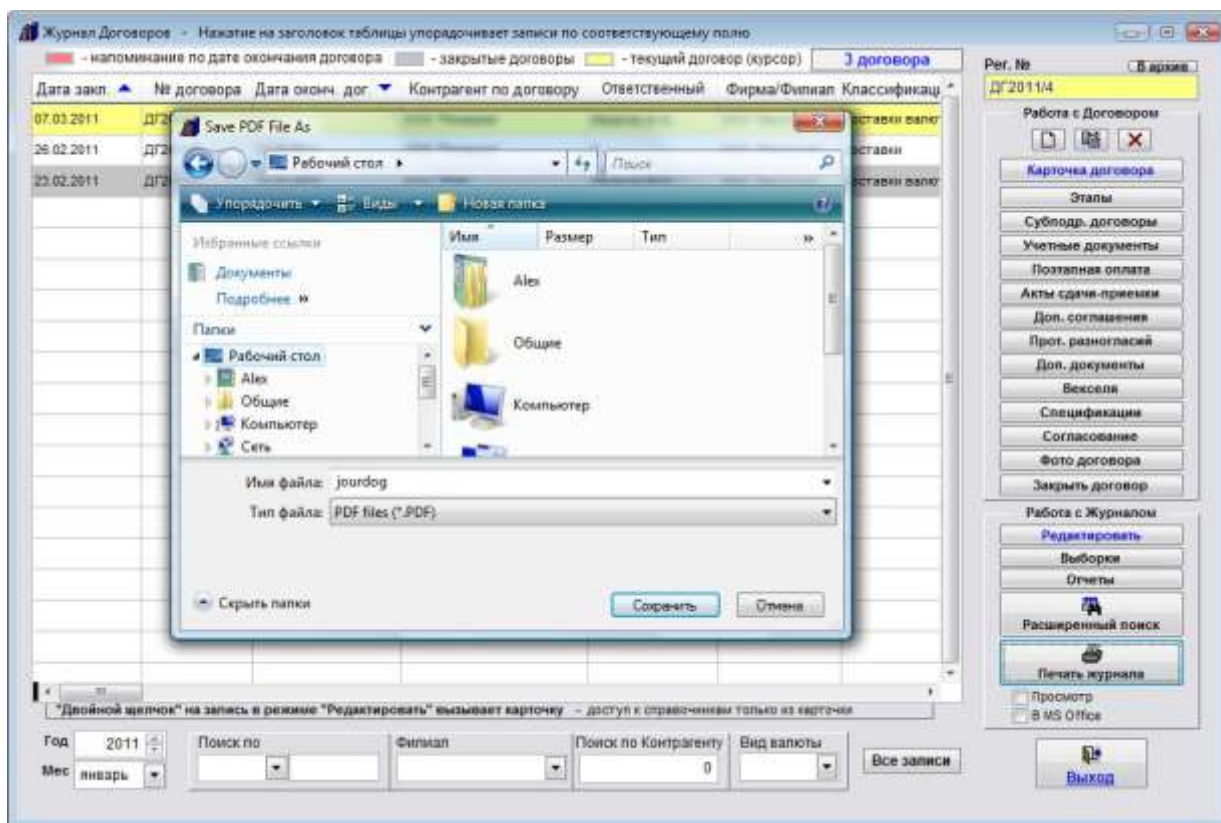 Журнал Договоров - Нажатие на заголовок таблицы упорядочивает записи по соответствующему полю
- напоминание по дате окончания договора - закрытые договоры - текущий договор (курсор) 3 договора
Дата закл. № договора Дата оконч. дог Контрагент по договору Ответственный Фирма/Филиал Классификац
07.03.2011 ДГ2 оставки валю
26.02.2011 ДГ2 оставки
23.02.2011 ДГ2 оставки валю
Save PDF File As
Рабочий стол Поиск
Упорядочить Виды Новая папка
Избранные ссылки
Документы
Подробнее »
Папки
Рабочий стол
Alex
Общие
Компьютер
Сеть
Имя Размер Тип »
Alex
Общие
Компьютер
Имя файла: jourdog
Тип файла: PDF files (*.PDF)
Скрыть папки Сохранить Отмена
"Двойной щелчок" на запись в режиме "Редактировать" вызывает карточку - доступ к справочникам только из карточки
Год 2011
Мес январь
Поиск по
Филиал
Поиск по Контрагенту
0
Вид валюты
Все записи
Рег. № В архив
ДГ2011/4
Работа с Договором
Карточка договора
Этапы
Субподр. договоры
Учетные документы
Поэтапная оплата
Акты сдачи-приемки
Доп. соглашения
Прот. разногласий
Доп. документы
Векселя
Спецификации
Согласование
Фото договора
Закрыть договор
Работа с Журналом
Редактировать
Выборки
Отчеты
Расширенный поиск
Печать журнала
Просмотр
В MS Office
Выход